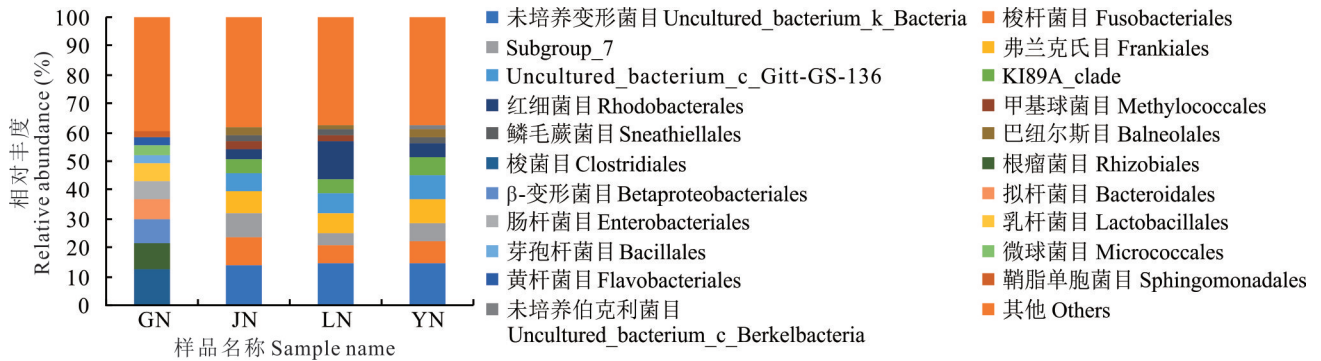 相对丰度
Relative abundance (%)
100
90
80
70
60
50
40
30
20
10
0
GN JN LN YN
样品名称 Sample name
未培养变形菌目 Uncultured_bacterium_k_Bacteria
梭杆菌目 Fusobacteriales
Subgroup_7
弗兰克氏目 Frankiales
Uncultured_bacterium_c_Gitt-GS-136
KI89A_clade
红细菌目 Rhodobacterales
甲基球菌目 Methylococcales
鳞毛蕨菌目 Sneathiellales
巴纽尔斯目 Balneolales
梭菌目 Clostridiales
根瘤菌目 Rhizobiales
β-变形菌目 Betaproteobacteriales
拟杆菌目 Bacteroidales
肠杆菌目 Enterobacteriales
乳杆菌目 Lactobacillales
芽孢杆菌目 Bacillales
微球菌目 Micrococcales
黄杆菌目 Flavobacteriales
鞘脂单胞菌目 Sphingomonadales
未培养伯克利菌目
Uncultured_bacterium_c_Berkelbacteria
其他 Others